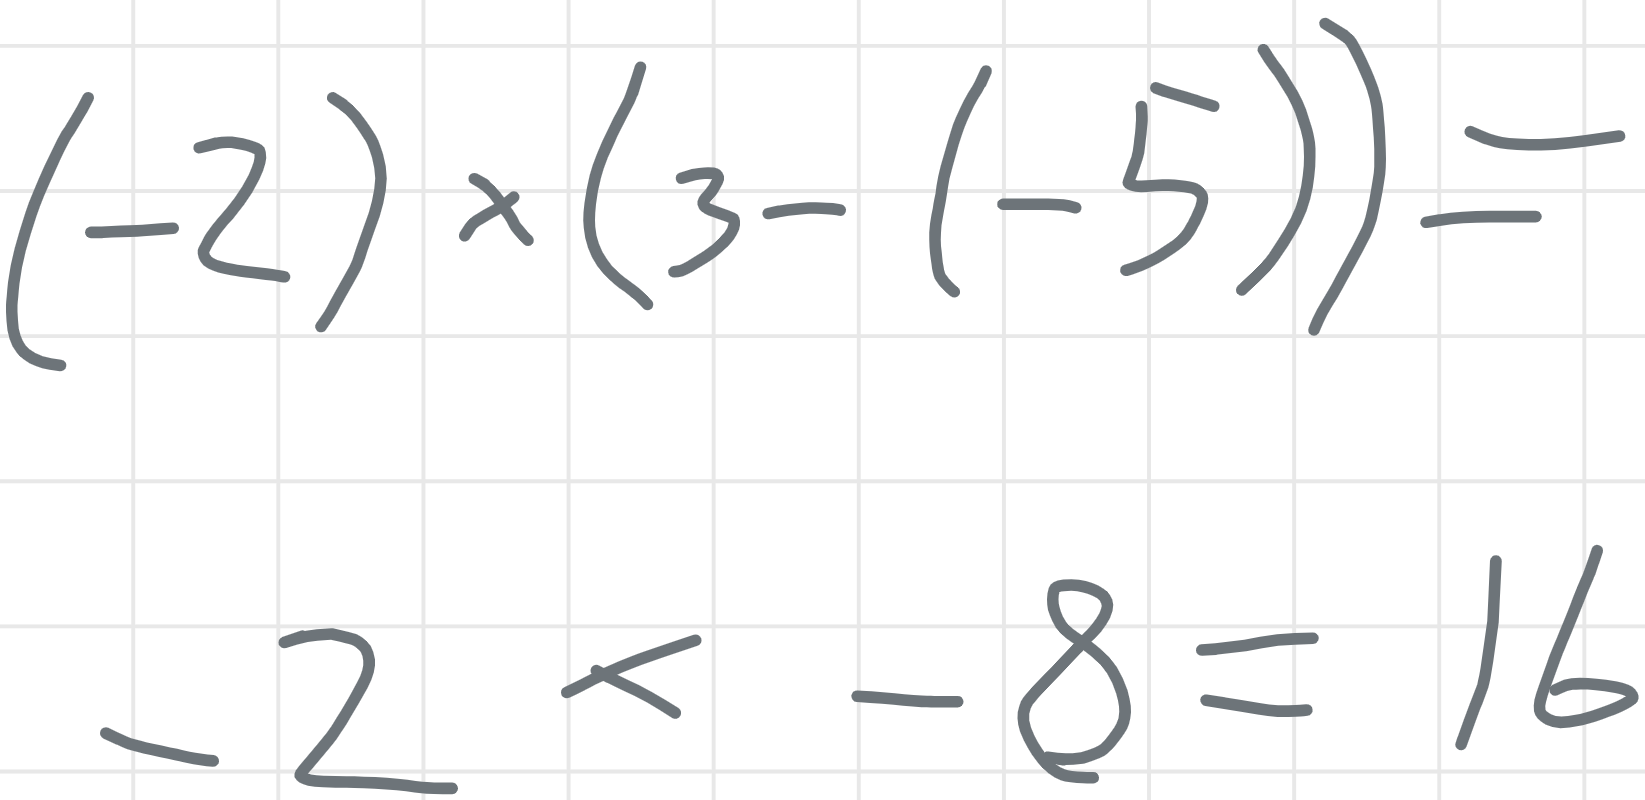 (-2) × (3 - (-5)) =
-2 × -8 = 16